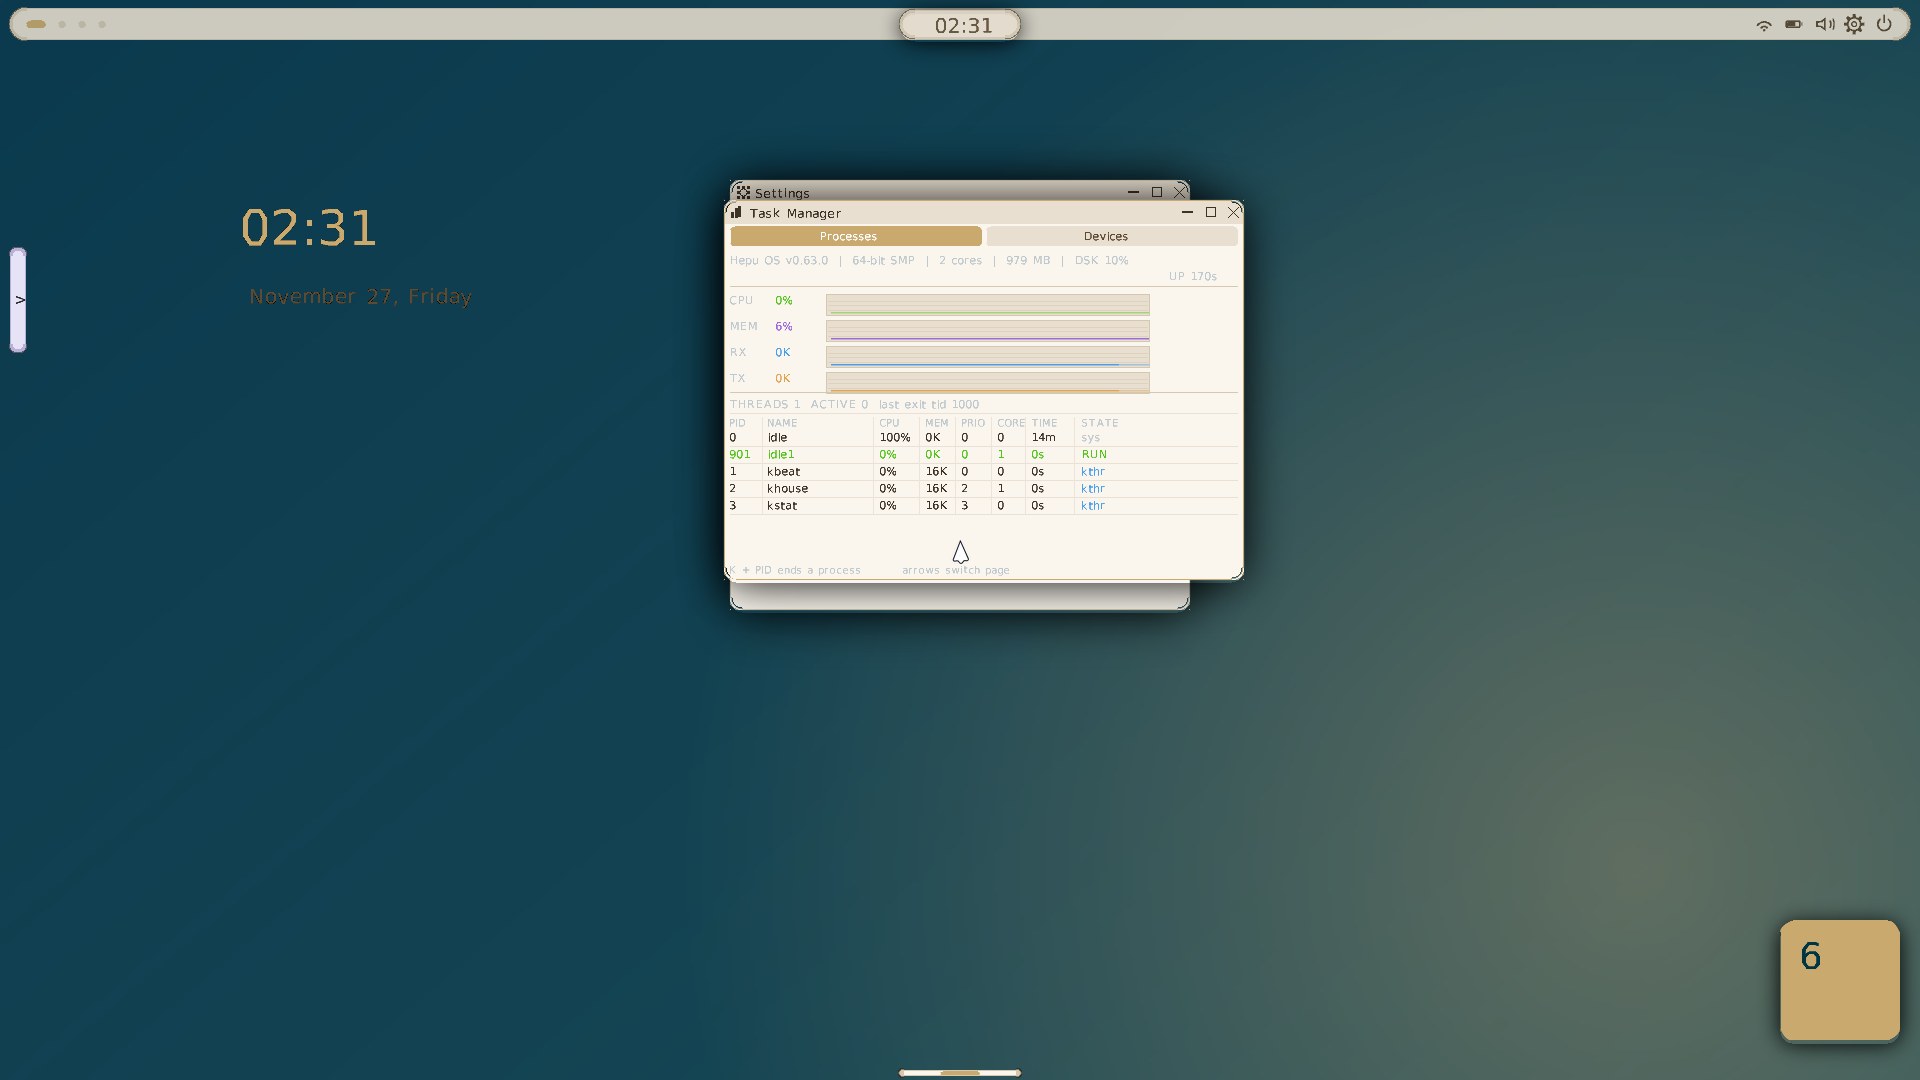 02:31
02:31
November 27, Friday
>
Settings
Task Manager
Processes
Devices
Hepu OS v0.63.0 | 64-bit SMP | 2 cores | 979 MB | DSK 10%
UP 170s
CPU 0%
MEM 6%
RX 0K
TX 0K
THREADS 1 ACTIVE 0 last exit tid 1000
PID NAME CPU MEM PRIO CORE TIME STATE
0 idle 100% 0K 0 0 14m sys
901 idle1 0% 0K 0 1 0s RUN
1 kbeat 0% 16K 0 0 0s kthr
2 khouse 0% 16K 2 1 0s kthr
3 kstat 0% 16K 3 0 0s kthr
K + PID ends a process arrows switch page
6